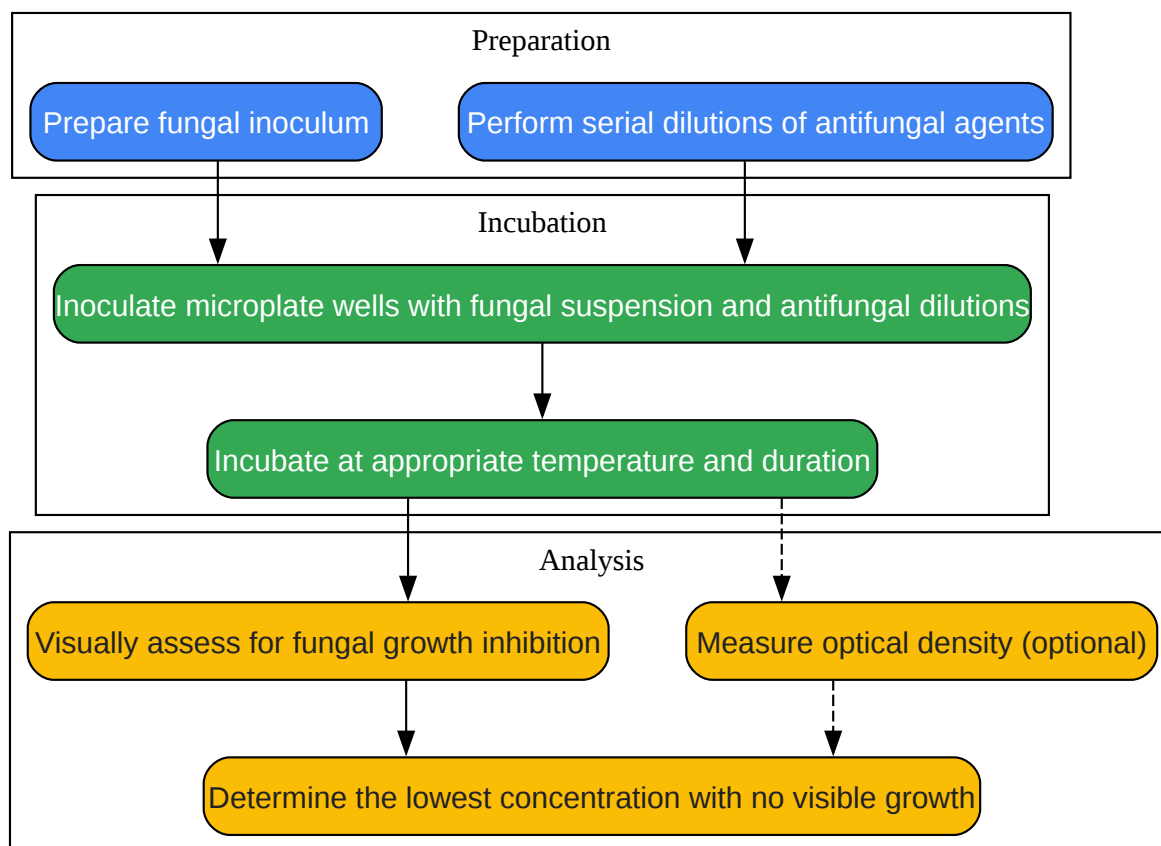 Preparation
Prepare fungal inoculum
Perform serial dilutions of antifungal agents
Incubation
Inoculate microplate wells with fungal suspension and antifungal dilutions
Incubate at appropriate temperature and duration
Analysis
Visually assess for fungal growth inhibition
Measure optical density (optional)
Determine the lowest concentration with no visible growth